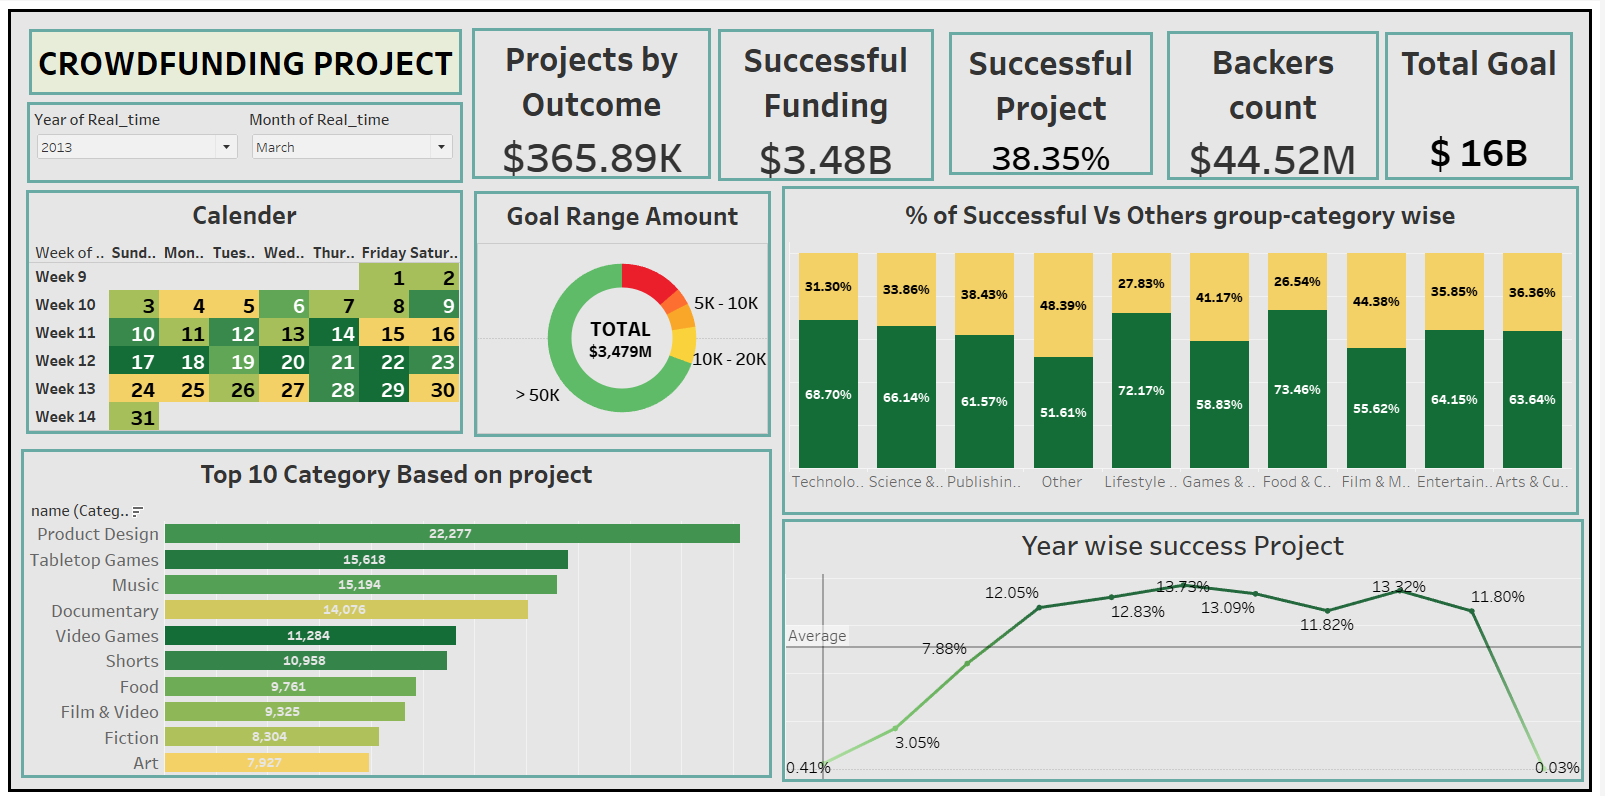 CROWDFUNDING PROJECT
Year of Real_time
Month of Real_time
2013
March
Projects by
Outcome
$365.89K
Successful
Funding
$3.48B
Successful
Project
38.35%
Backers
count
$44.52M
Total Goal
$ 16B
Calender
Week of .. Sund.. Mon.. Tues.. Wed.. Thur.. Friday Satur..
Week 9 1 2
Week 10 3 4 5 6 7 8 9
Week 11 10 11 12 13 14 15 16
Week 12 17 18 19 20 21 22 23
Week 13 24 25 26 27 28 29 30
Week 14 31
Goal Range Amount
5K - 10K
TOTAL
$3,479M
10K - 20K
> 50K
% of Successful Vs Others group-category wise
31.30% 33.86% 38.43% 48.39% 27.83% 41.17% 26.54% 44.38% 35.85% 36.36%
68.70% 66.14% 61.57% 51.61% 72.17% 58.83% 73.46% 55.62% 64.15% 63.64%
Technolo.. Science &.. Publishin.. Other Lifestyle .. Games & .. Food & C.. Film & M.. Entertain.. Arts & Cu..
Top 10 Category Based on project
name (Categ..
Product Design 22,277
Tabletop Games 15,618
Music 15,194
Documentary 14,076
Video Games 11,284
Shorts 10,958
Food 9,761
Film & Video 9,325
Fiction 8,304
Art 7,927
Year wise success Project
Average
0.41%
3.05%
7.88%
12.05%
12.83%
13.73%
13.09%
11.82%
13.32%
11.80%
0.03%